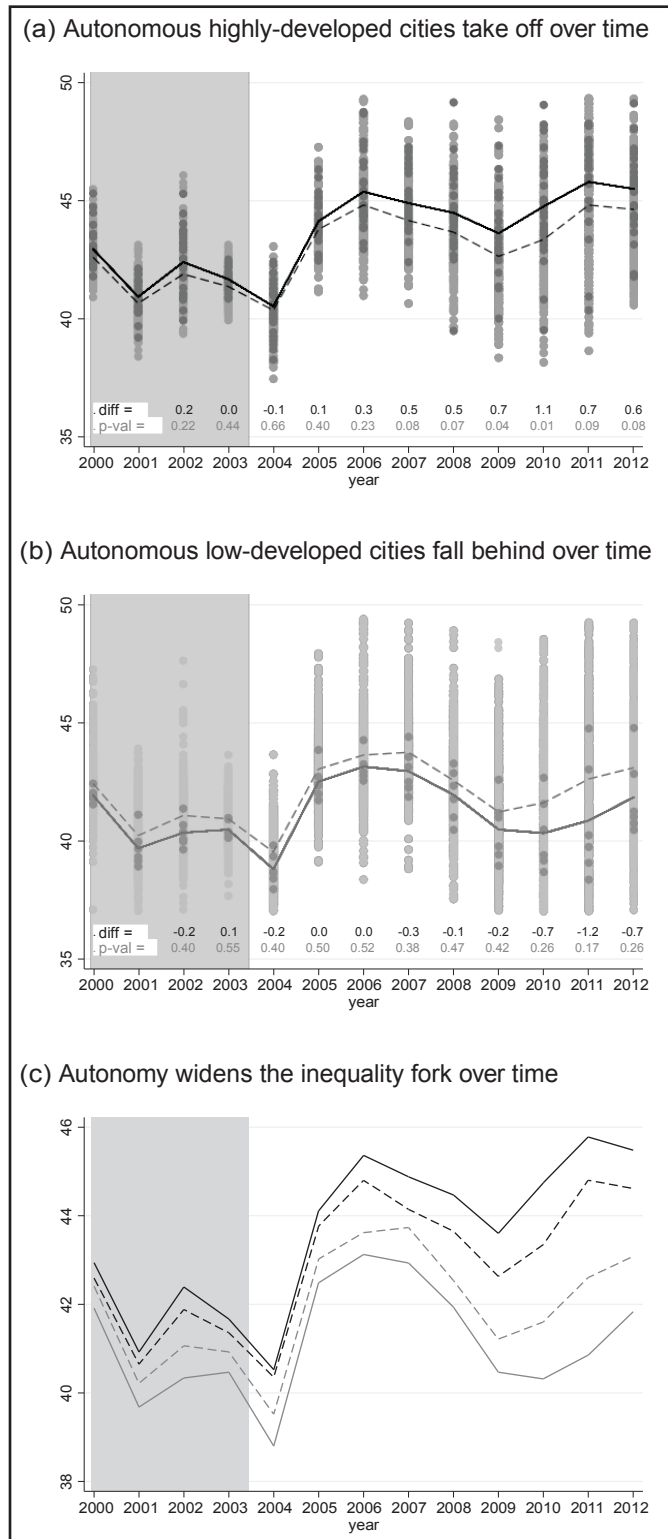 (a) Autonomous highly-developed cities take off over time
50
45
40
. diff = 0.2 0.0 -0.1 0.1 0.3 0.5 0.5 0.7 1.1 0.7 0.6
. p-val = 0.22 0.44 0.66 0.40 0.23 0.08 0.07 0.04 0.01 0.09 0.08
35
2000 2001 2002 2003 2004 2005 2006 2007 2008 2009 2010 2011 2012
year
(b) Autonomous low-developed cities fall behind over time
50
45
40
. diff = -0.2 0.1 -0.2 0.0 0.0 -0.3 -0.1 -0.2 -0.7 -1.2 -0.7
. p-val = 0.40 0.55 0.40 0.50 0.52 0.38 0.47 0.42 0.26 0.17 0.26
35
2000 2001 2002 2003 2004 2005 2006 2007 2008 2009 2010 2011 2012
year
(c) Autonomy widens the inequality fork over time
46
44
42
40
38
2000 2001 2002 2003 2004 2005 2006 2007 2008 2009 2010 2011 2012
year